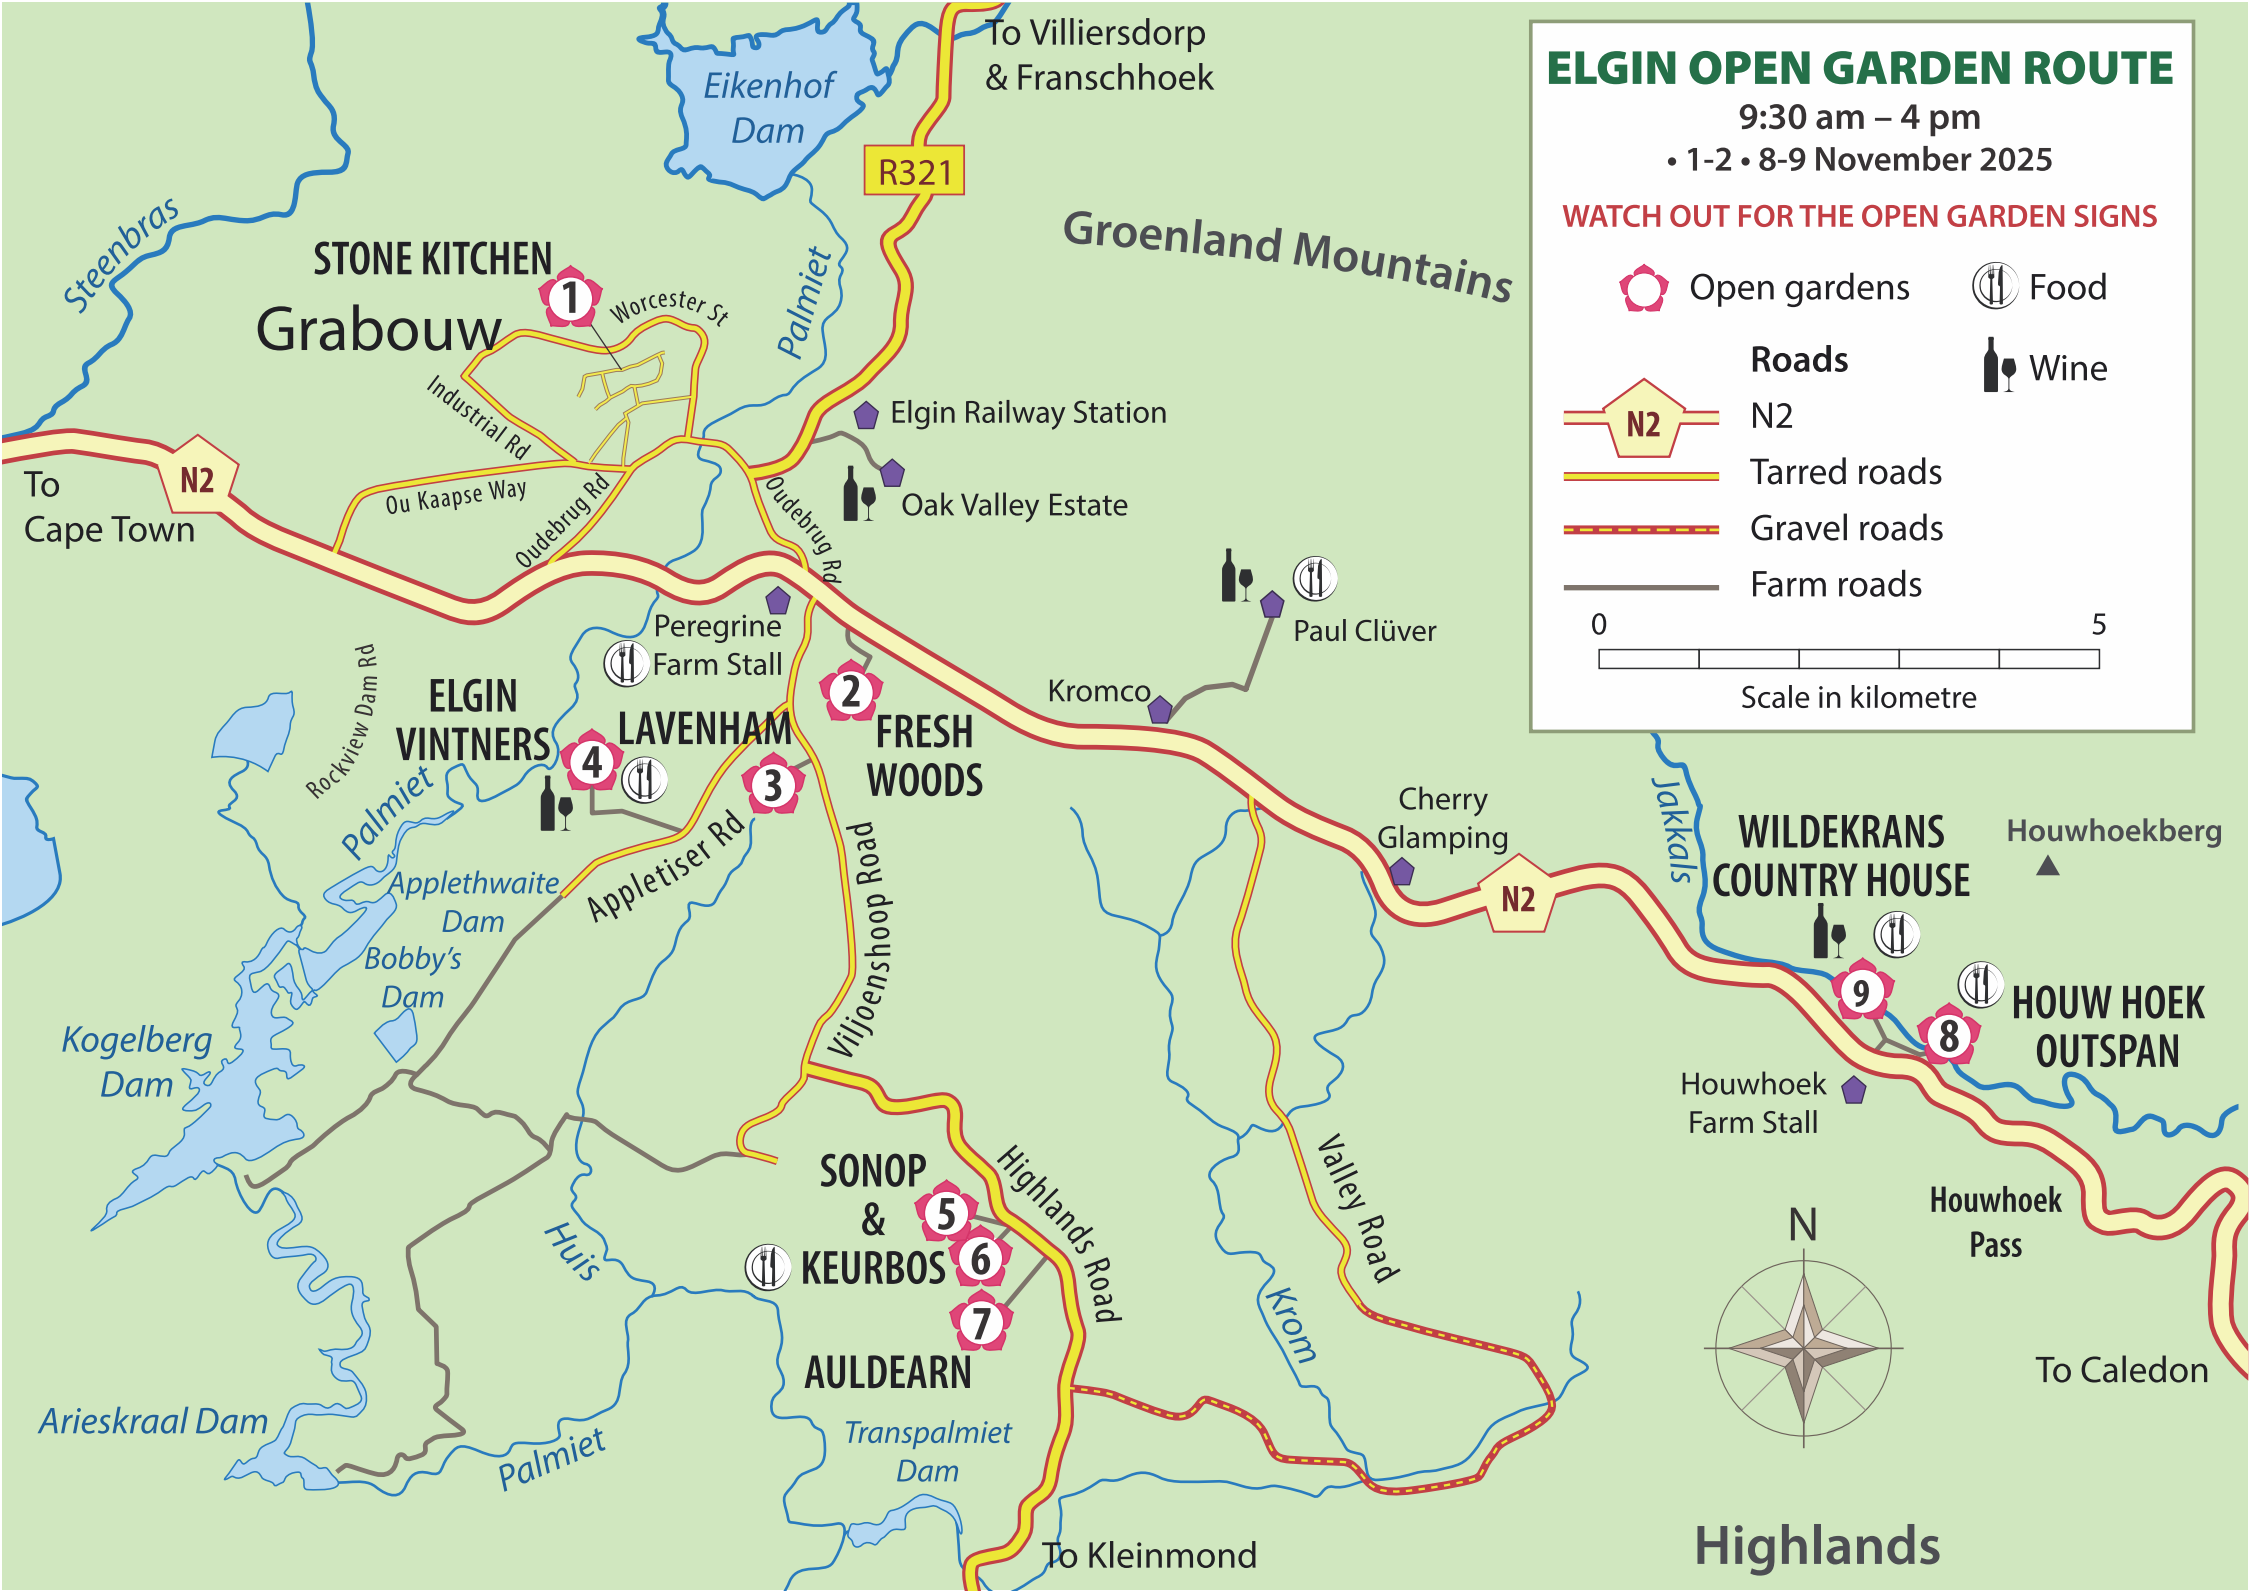 To Villiersdorp
& Franschhoek
Eikenhof
Dam
R321
Steenbras
Palmiet
Groenland Mountains
STONE KITCHEN
1
Grabouw
Worcester St
Industrial Rd
Ou Kaapse Way
Oudebrug Rd
Oudebrug Rd
Elgin Railway Station
Oak Valley Estate
N2
To
Cape Town
ELGIN OPEN GARDEN ROUTE
9:30 am – 4 pm
• 1-2 • 8-9 November 2025
WATCH OUT FOR THE OPEN GARDEN SIGNS
Open gardens
Food
Roads
Wine
N2
N2
Tarred roads
Gravel roads
Farm roads
0
5
Scale in kilometre
Peregrine
Farm Stall
Paul Clüver
Kromco
Rockview Dam Rd
ELGIN
VINTNERS
4
LAVENHAM
3
2
FRESH
WOODS
Palmiet
Appletiser Rd
Viljoenshoop Road
Applethwaite
Dam
Bobby's
Dam
Kogelberg
Dam
Cherry
Glamping
N2
Jakkals
WILDEKRANS
COUNTRY HOUSE
Houwhoekberg
9
8
HOUW HOEK
OUTSPAN
Houwhoek
Farm Stall
Houwhoek
Pass
N
To Caledon
SONOP
&
KEURBOS
5
6
7
AULDEARN
Highlands Road
Valley Road
Huis
Krom
Arieskraal Dam
Palmiet
Transpalmiet
Dam
To Kleinmond
Highlands